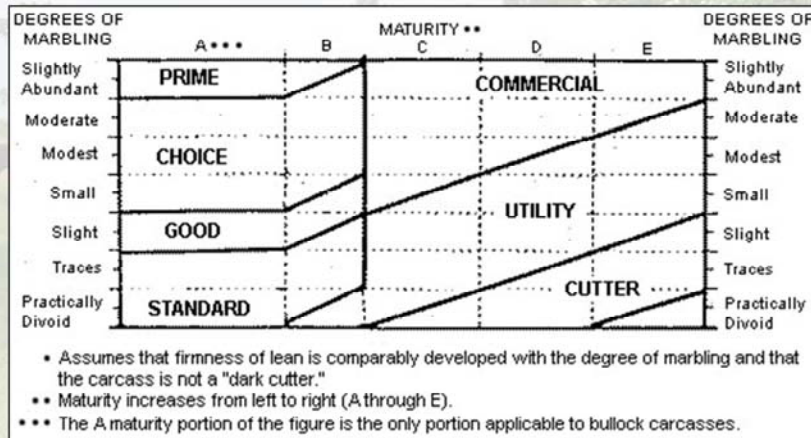 DEGREES OF MARBLING
MATURITY ••
DEGREES OF MARBLING
A •••
B
C
D
E
Slightly Abundant
PRIME
COMMERCIAL
Slightly Abundant
Moderate
Moderate
Modest
CHOICE
Modest
Small
UTILITY
Small
Slight
GOOD
Slight
Traces
CUTTER
Traces
Practically Divoid
STANDARD
Practically Divoid
• Assumes that firmness of lean is comparably developed with the degree of marbling and that
the carcass is not a "dark cutter."
•• Maturity increases from left to right (A through E).
••• The A maturity portion of the figure is the only portion applicable to bullock carcasses.